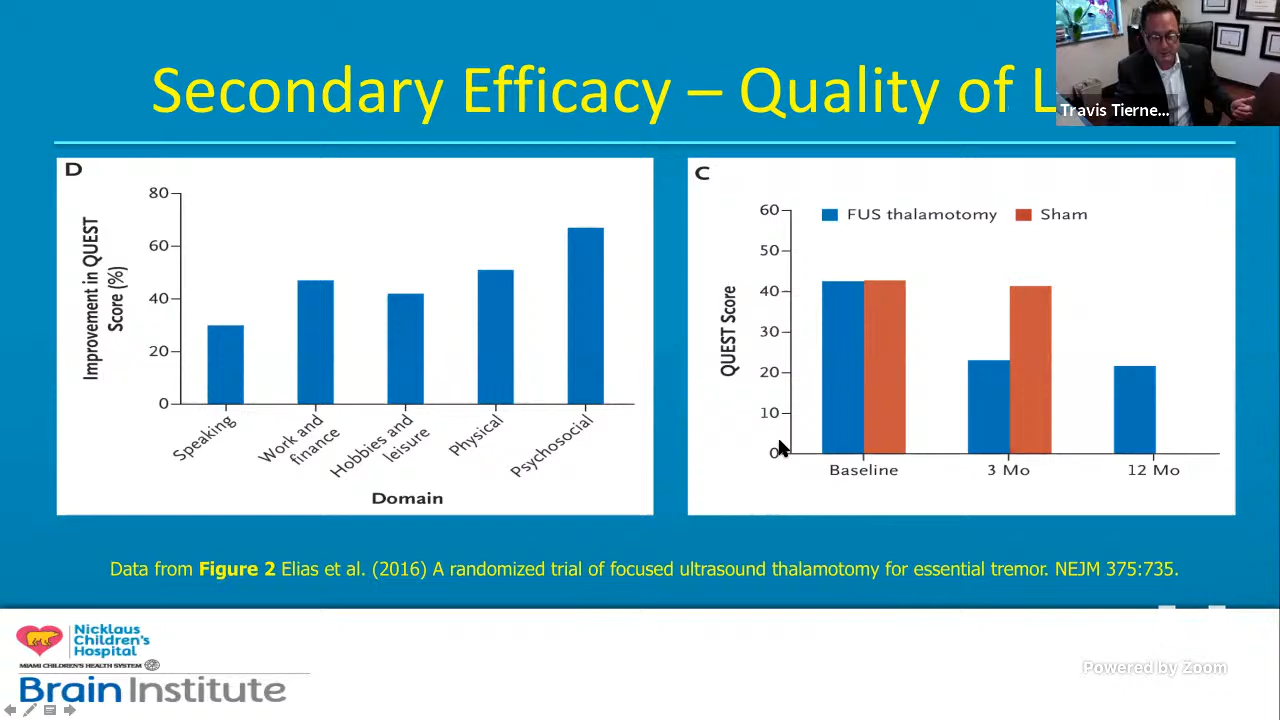 Secondary Efficacy – Quality of L
Travis Tierne...
D
80
60
40
20
0
Improvement in QUEST
Score (%)
Speaking
Work and
finance
Hobbies and
leisure
Physical
Psychosocial
Domain
C
60
50
40
30
20
10
0
QUEST Score
FUS thalamotomy
Sham
Baseline
3 Mo
12 Mo
Data from Figure 2 Elias et al. (2016) A randomized trial of focused ultrasound thalamotomy for essential tremor. NEJM 375:735.
Nicklaus
Children's
Hospital
MIAMI CHILDREN'S HEALTH SYSTEM
Brain Institute
Powered by Zoom